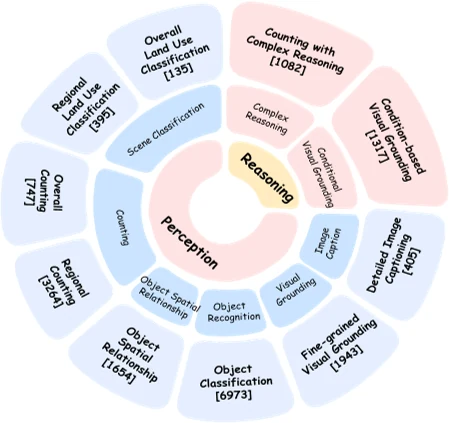 Overall
Land Use
Classification
[135]
Counting with
Complex Reasoning
[1082]
Regional
Land Use
Classification
[395]
Condition-based
Visual Grounding
[1317]
Scene Classification
Complex
Reasoning
Conditional
Visual Grounding
Reasoning
Overall
Counting
[747]
Counting
Perception
Image
Caption
Detailed Image
Captioning
[405]
Regional
Counting
[3264]
Object Spatial
Relationship
Object
Recognition
Visual
Grounding
Object
Spatial
Relationship
[1654]
Object
Classification
[6973]
Fine-grained
Visual Grounding
[1943]